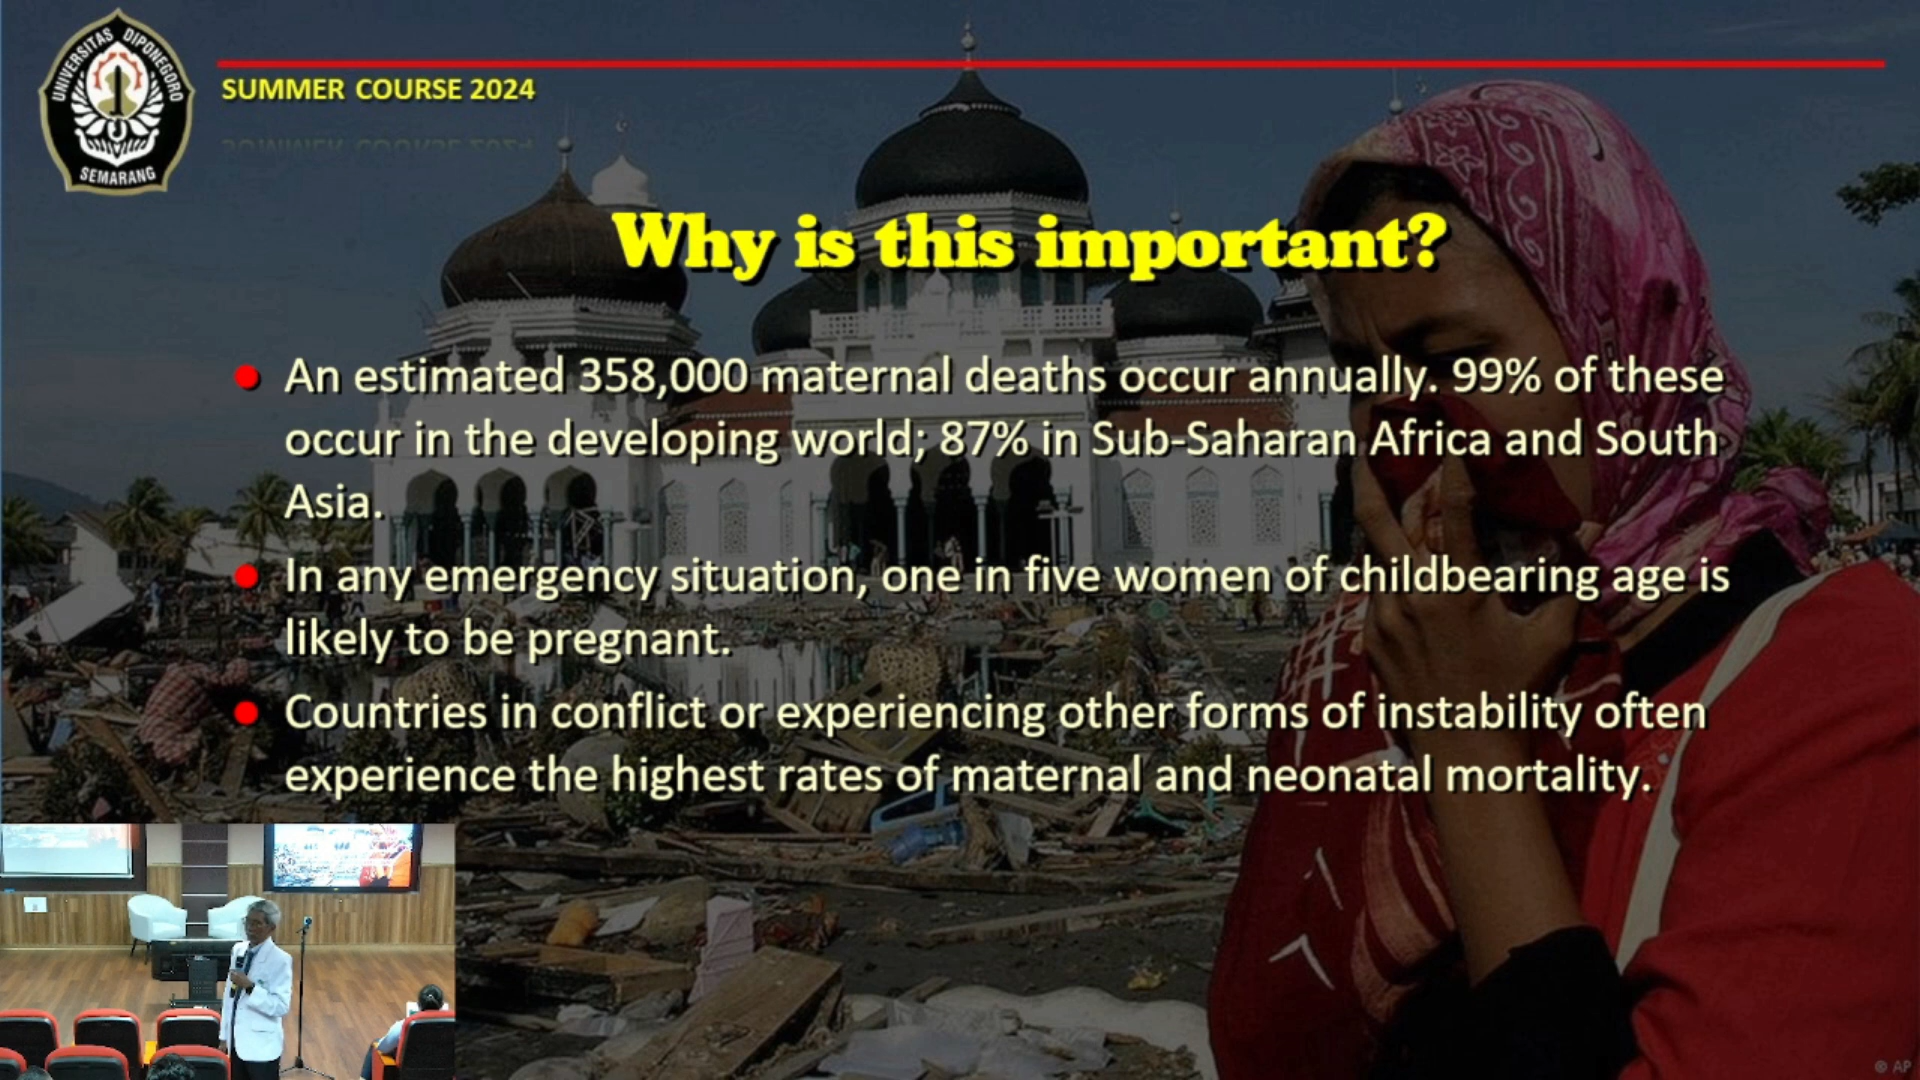 UNIVERSITAS DIPONEGORO
SEMARANG
SUMMER COURSE 2024
Why is this important?
An estimated 358,000 maternal deaths occur annually. 99% of these
occur in the developing world; 87% in Sub-Saharan Africa and South
Asia.
In any emergency situation, one in five women of childbearing age is
likely to be pregnant.
Countries in conflict or experiencing other forms of instability often
experience the highest rates of maternal and neonatal mortality.
© AP